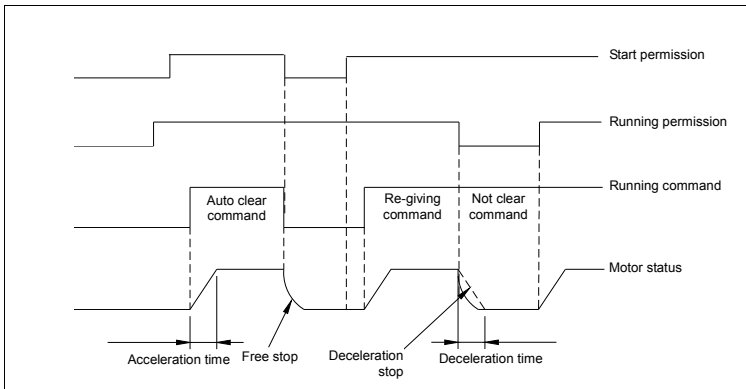 Start permission
Running permission
Auto clear
command
Re-giving
command
Not clear
command
Running command
Motor status
Acceleration time
Free stop
Deceleration
stop
Deceleration time